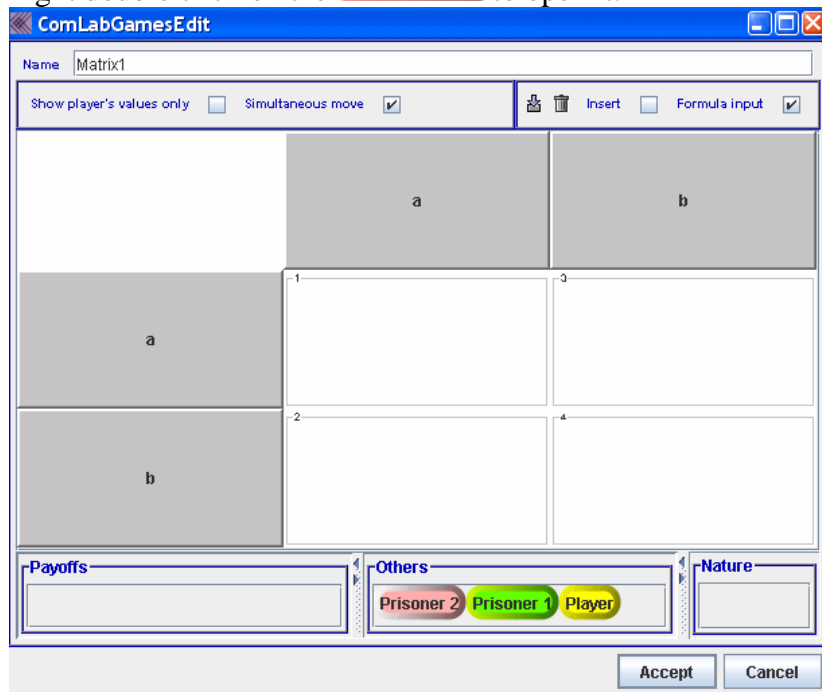 ComLabGamesEdit
Name Matrix1
Show player's values only Simultaneous move Insert Formula input
a b
1 3
a
2 4
b
Payoffs Others Nature
Prisoner 2 Prisoner 1 Player
Accept Cancel